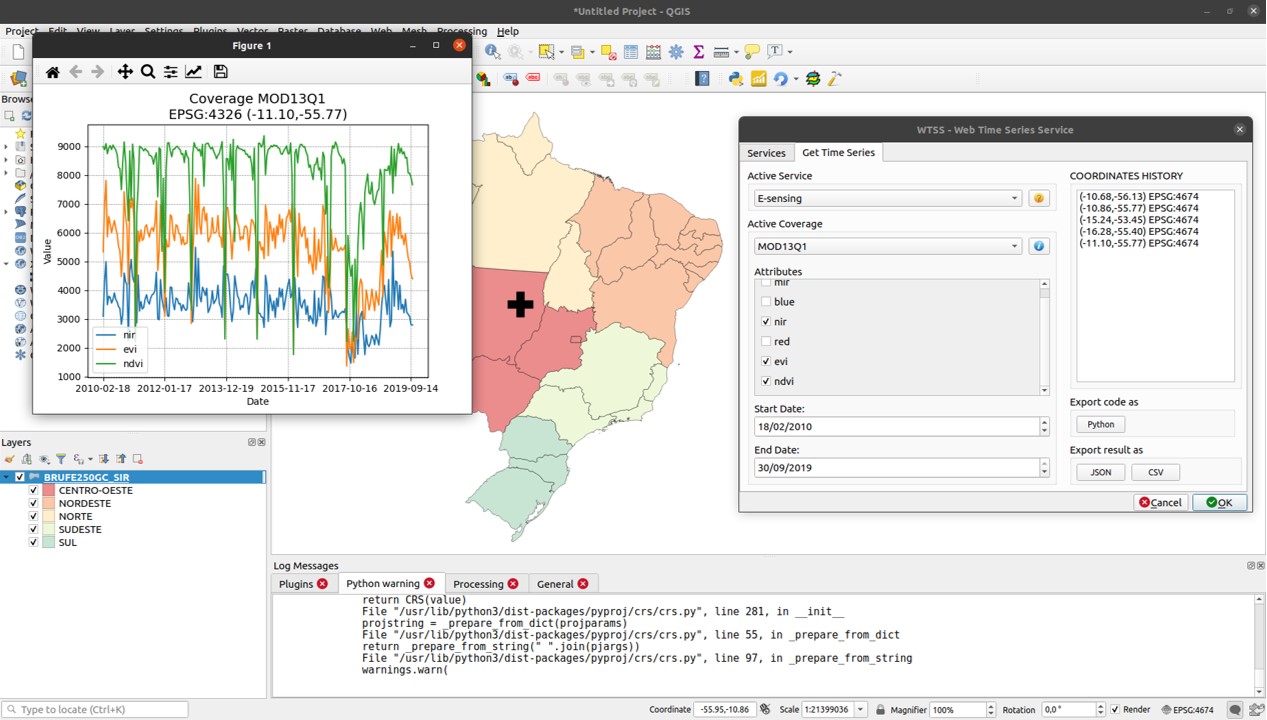 *Untitled Project - QGIS
Project Edit View Layer Settings Plugins Vector Raster Database Web Mesh Processing Help
Figure 1
Coverage MOD13Q1
EPSG:4326 (-11.10,-55.77)
9000
8000
7000
6000
5000
4000
3000
2000
1000
Value
nir
evi
ndvi
2010-02-18 2012-01-17 2013-12-19 2015-11-17 2017-10-16 2019-09-14
Date
Layers
BRUFE250GC_SIR
CENTRO-OESTE
NORDESTE
NORTE
SUDESTE
SUL
WTSS - Web Time Series Service
Services
Get Time Series
Active Service
E-sensing
Active Coverage
MOD13Q1
Attributes
mir
blue
nir
red
evi
ndvi
Start Date:
18/02/2010
End Date:
30/09/2019
COORDINATES HISTORY
(-10.68,-56.13) EPSG:4674
(-10.86,-55.77) EPSG:4674
(-15.24,-53.45) EPSG:4674
(-16.28,-55.40) EPSG:4674
(-11.10,-55.77) EPSG:4674
Export code as
Python
Export result as
JSON
CSV
Cancel
OK
Log Messages
Plugins
Python warning
Processing
General
return CRS(value)
File "/usr/lib/python3/dist-packages/pyproj/crs/crs.py", line 281, in __init__
projstring = _prepare_from_dict(projparams)
File "/usr/lib/python3/dist-packages/pyproj/crs/crs.py", line 55, in _prepare_from_dict
return _prepare_from_string(" ".join(pjargs))
File "/usr/lib/python3/dist-packages/pyproj/crs/crs.py", line 97, in _prepare_from_string
warnings.warn(
Type to locate (Ctrl+K)
Coordinate -55.95,-10.86 Scale 1:21399036 Magnifier 100% Rotation 0,0 ° Render EPSG:4674